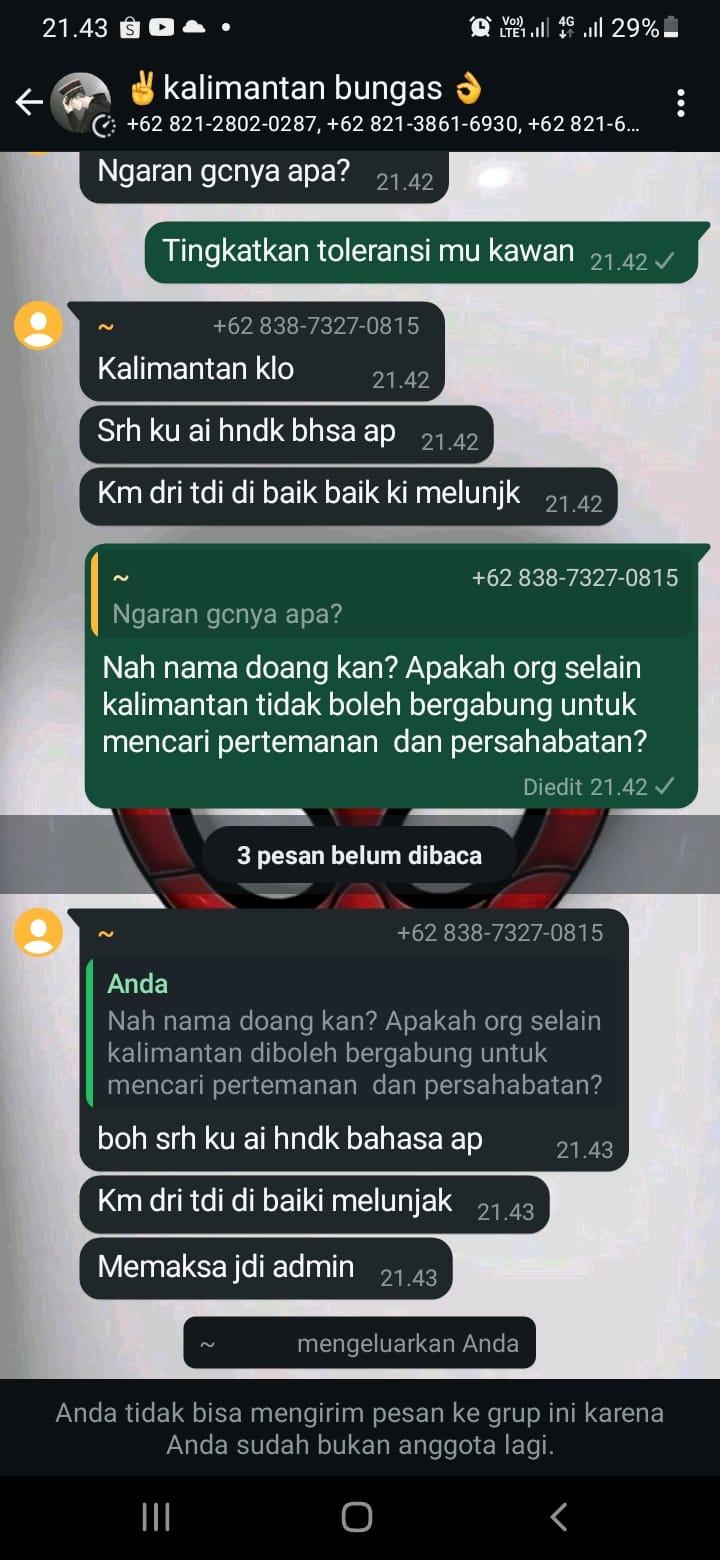 21.43
Vo))
LTE1
4G
29%
✌kalimantan bungas 👌
+62 821-2802-0287, +62 821-3861-6930, +62 821-6...
Ngaran gcnya apa? 21.42
Tingkatkan toleransi mu kawan 21.42
~ +62 838-7327-0815
Kalimantan klo 21.42
Srh ku ai hndk bhsa ap 21.42
Km dri tdi di baik baik ki melunjk 21.42
~ +62 838-7327-0815
Ngaran gcnya apa?
Nah nama doang kan? Apakah org selain
kalimantan tidak boleh bergabung untuk
mencari pertemanan dan persahabatan?
Diedit 21.42
3 pesan belum dibaca
~ +62 838-7327-0815
Anda
Nah nama doang kan? Apakah org selain
kalimantan diboleh bergabung untuk
mencari pertemanan dan persahabatan?
boh srh ku ai hndk bahasa ap 21.43
Km dri tdi di baiki melunjak 21.43
Memaksa jdi admin 21.43
~ mengeluarkan Anda
Anda tidak bisa mengirim pesan ke grup ini karena
Anda sudah bukan anggota lagi.